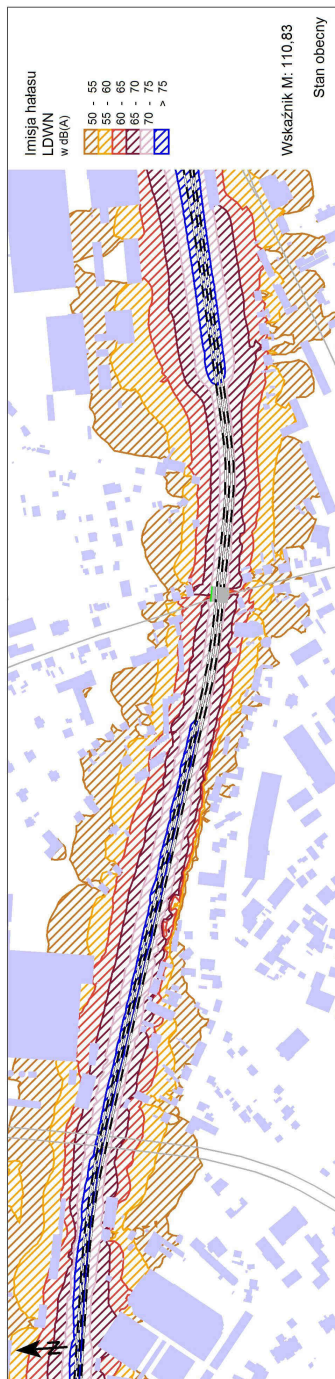 Imisja hałasu
LDWN
w dB(A)
50 - 55
55 - 60
60 - 65
65 - 70
70 - 75
> 75
Wskaźnik M: 110,83
Stan obecny
N